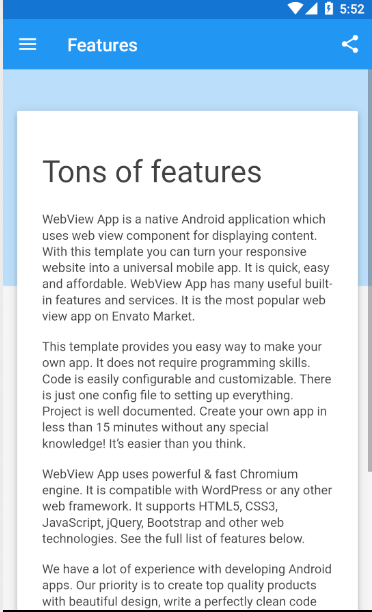 5:52
Features
Tons of features
WebView App is a native Android application which
uses web view component for displaying content.
With this template you can turn your responsive
website into a universal mobile app. It is quick, easy
and affordable. WebView App has many useful built-
in features and services. It is the most popular web
view app on Envato Market.
This template provides you easy way to make your
own app. It does not require programming skills.
Code is easily configurable and customizable. There
is just one config file to setting up everything.
Project is well documented. Create your own app in
less than 15 minutes without any special
knowledge! It's easier than you think.
WebView App uses powerful & fast Chromium
engine. It is compatible with WordPress or any other
web framework. It supports HTML5, CSS3,
JavaScript, jQuery, Bootstrap and other web
technologies. See the full list of features below.
We have a lot of experience with developing Android
apps. Our priority is to create top quality products
with beautiful design, write a perfectly clean code